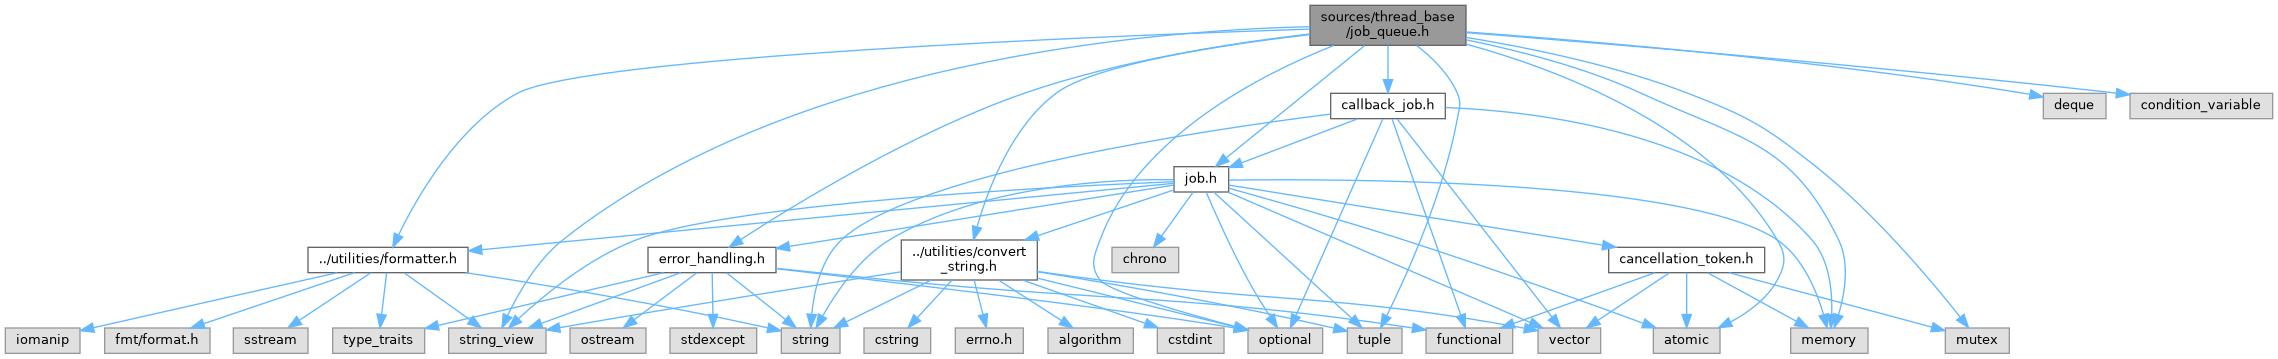 sources/thread_base
/job_queue.h
callback_job.h
deque
condition_variable
job.h
../utilities/formatter.h
error_handling.h
../utilities/convert
_string.h
chrono
cancellation_token.h
iomanip
fmt/format.h
sstream
type_traits
string_view
ostream
stdexcept
string
cstring
errno.h
algorithm
cstdint
optional
tuple
functional
vector
atomic
memory
mutex